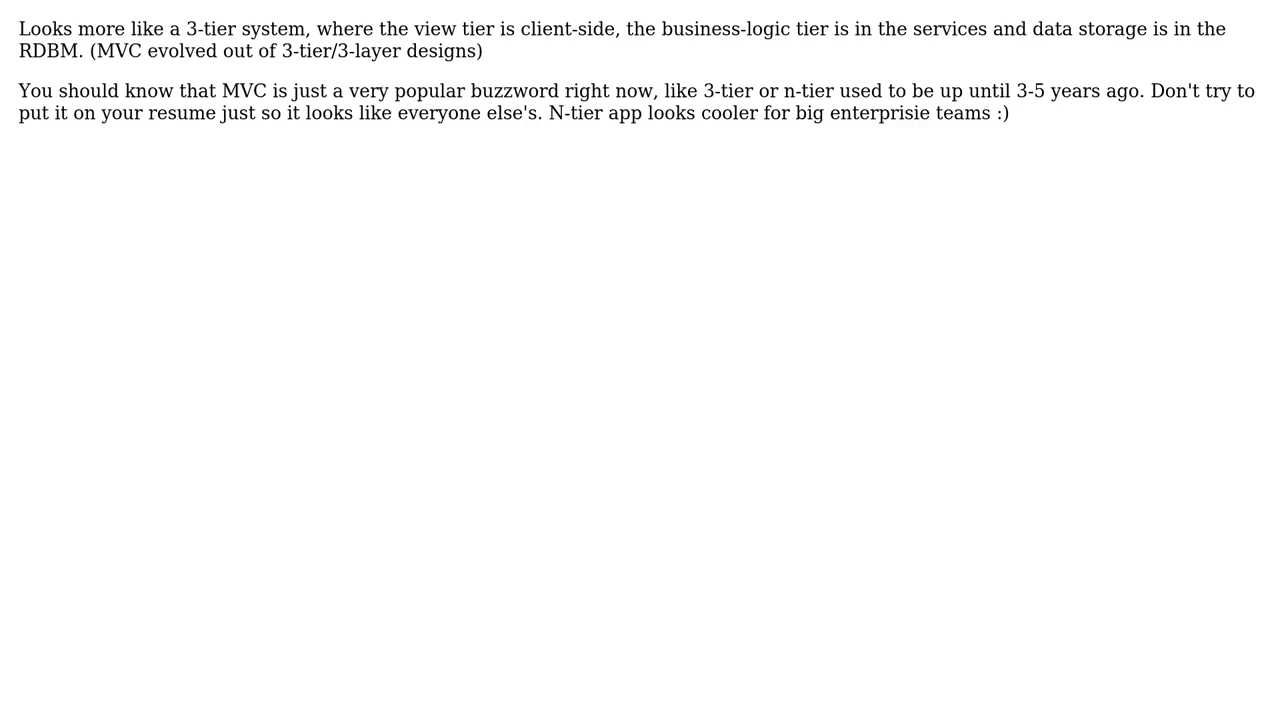 Looks more like a 3-tier system, where the view tier is client-side, the business-logic tier is in the services and data storage is in the
RDBM. (MVC evolved out of 3-tier/3-layer designs)
You should know that MVC is just a very popular buzzword right now, like 3-tier or n-tier used to be up until 3-5 years ago. Don't try to
put it on your resume just so it looks like everyone else's. N-tier app looks cooler for big enterprisie teams :)